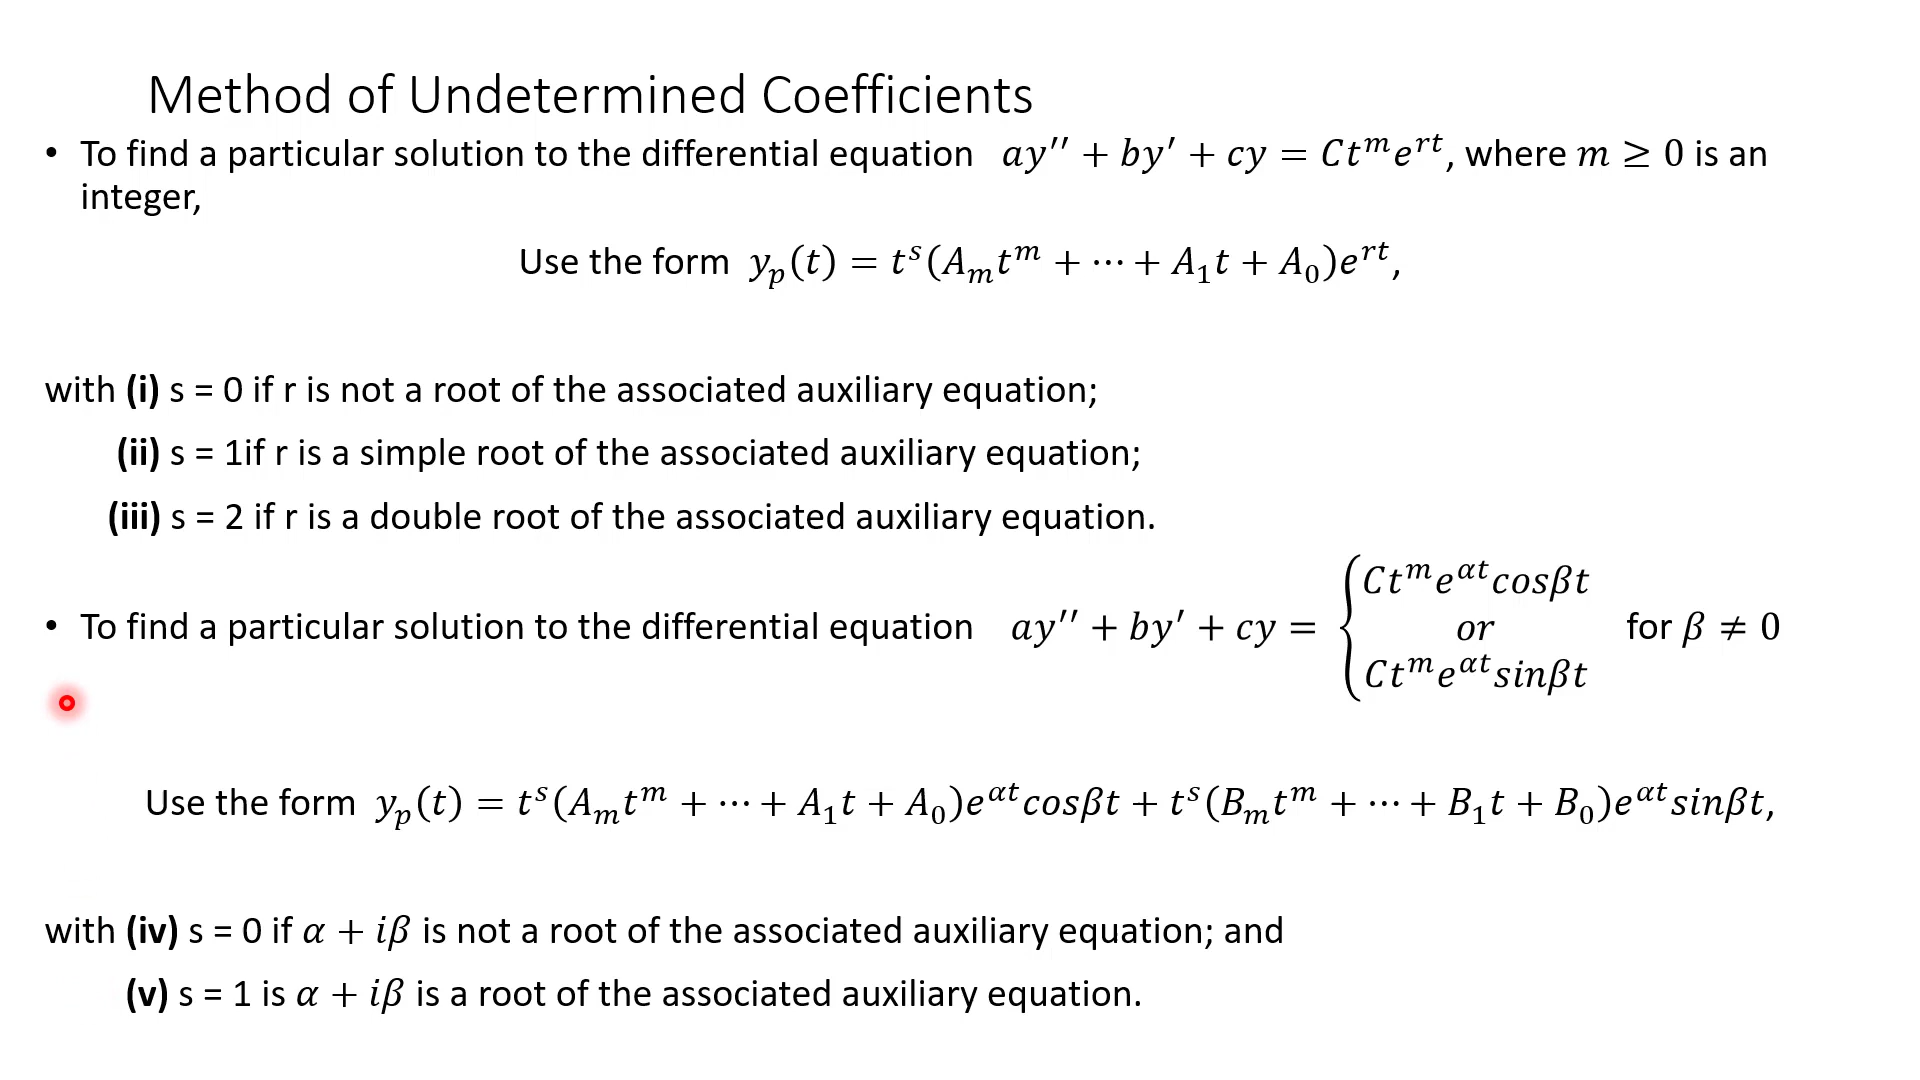 Method of Undetermined Coefficients
• To find a particular solution to the differential equation ay′′ + by′ + cy = Ct^m e^{rt}, where m ≥ 0 is an
integer,
Use the form y_p(t) = t^s(A_m t^m + ⋯ + A_1 t + A_0)e^{rt},
with (i) s = 0 if r is not a root of the associated auxiliary equation;
(ii) s = 1if r is a simple root of the associated auxiliary equation;
(iii) s = 2 if r is a double root of the associated auxiliary equation.
• To find a particular solution to the differential equation ay′′ + by′ + cy = { Ct^m e^{αt}cosβt
or
Ct^m e^{αt}sinβt
for β ≠ 0
Use the form y_p(t) = t^s(A_m t^m + ⋯ + A_1 t + A_0)e^{αt}cosβt + t^s(B_m t^m + ⋯ + B_1 t + B_0)e^{αt}sinβt,
with (iv) s = 0 if α + iβ is not a root of the associated auxiliary equation; and
(v) s = 1 is α + iβ is a root of the associated auxiliary equation.